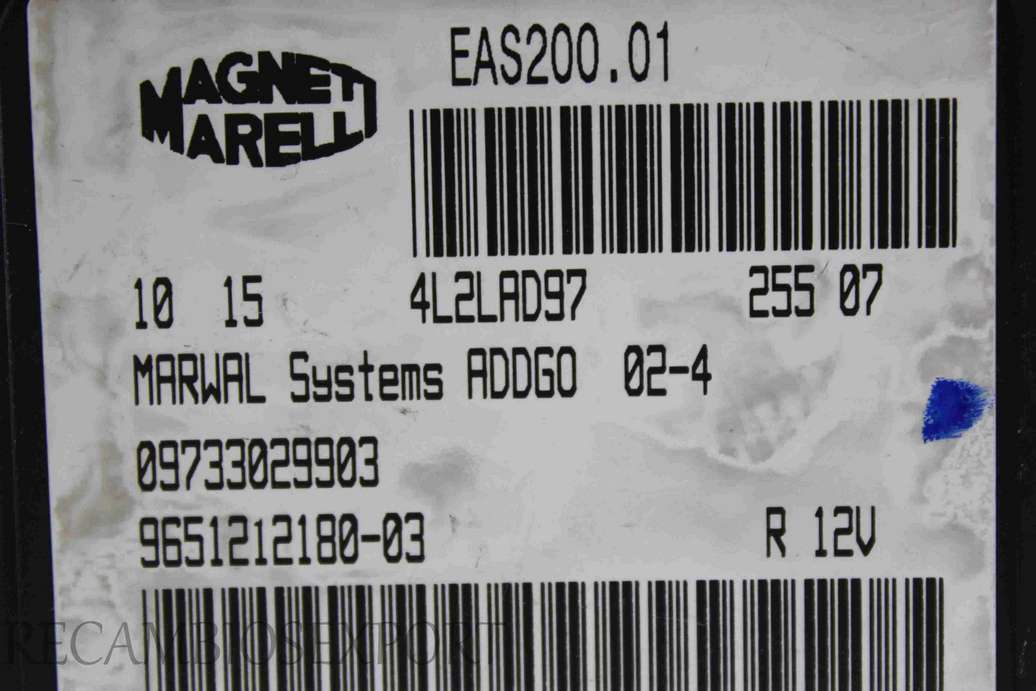 MAGNETI
MARELLI
EAS200.01
10 15 4L2LAD97 255 07
MARWAL Systems ADDGO 02-4
09733029903
9651212180-03 R 12V
RECAMBIOSEXPORT